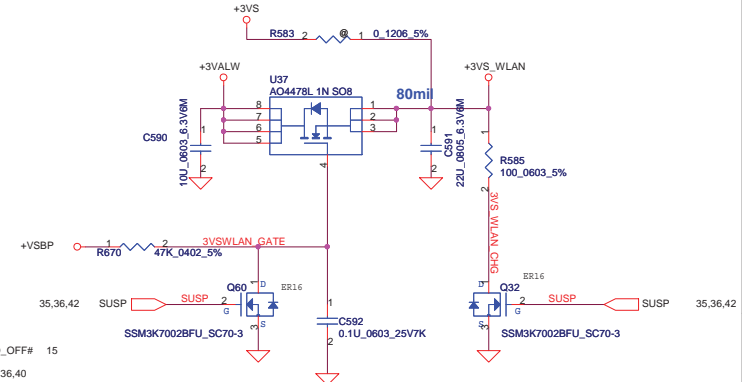 +3VS
R583 2 @ 1 0_1206_5%
+3VALW
+3VS_WLAN
U37
AO4478L 1N SO8
80mil
8 1
7 2
6 3
5
4
C590
10U_0603_6.3V6M
1
2
C591
22U_0805_6.3V6M
1
2
1
R585
100_0603_5%
2
3VS_WLAN_CHG
+VSBP
1 2
R670 47K_0402_5%
3VSWLAN_GATE
35,36,42 SUSP
SUSP
Q60
ER16
1 D
2 G
3 S
SSM3K7002BFU_SC70-3
1
C592
0.1U_0603_25V7K
2
Q32
ER16
1 D
2 G
3 S
SSM3K7002BFU_SC70-3
SUSP
SUSP 35,36,42
_OFF# 15
36,40